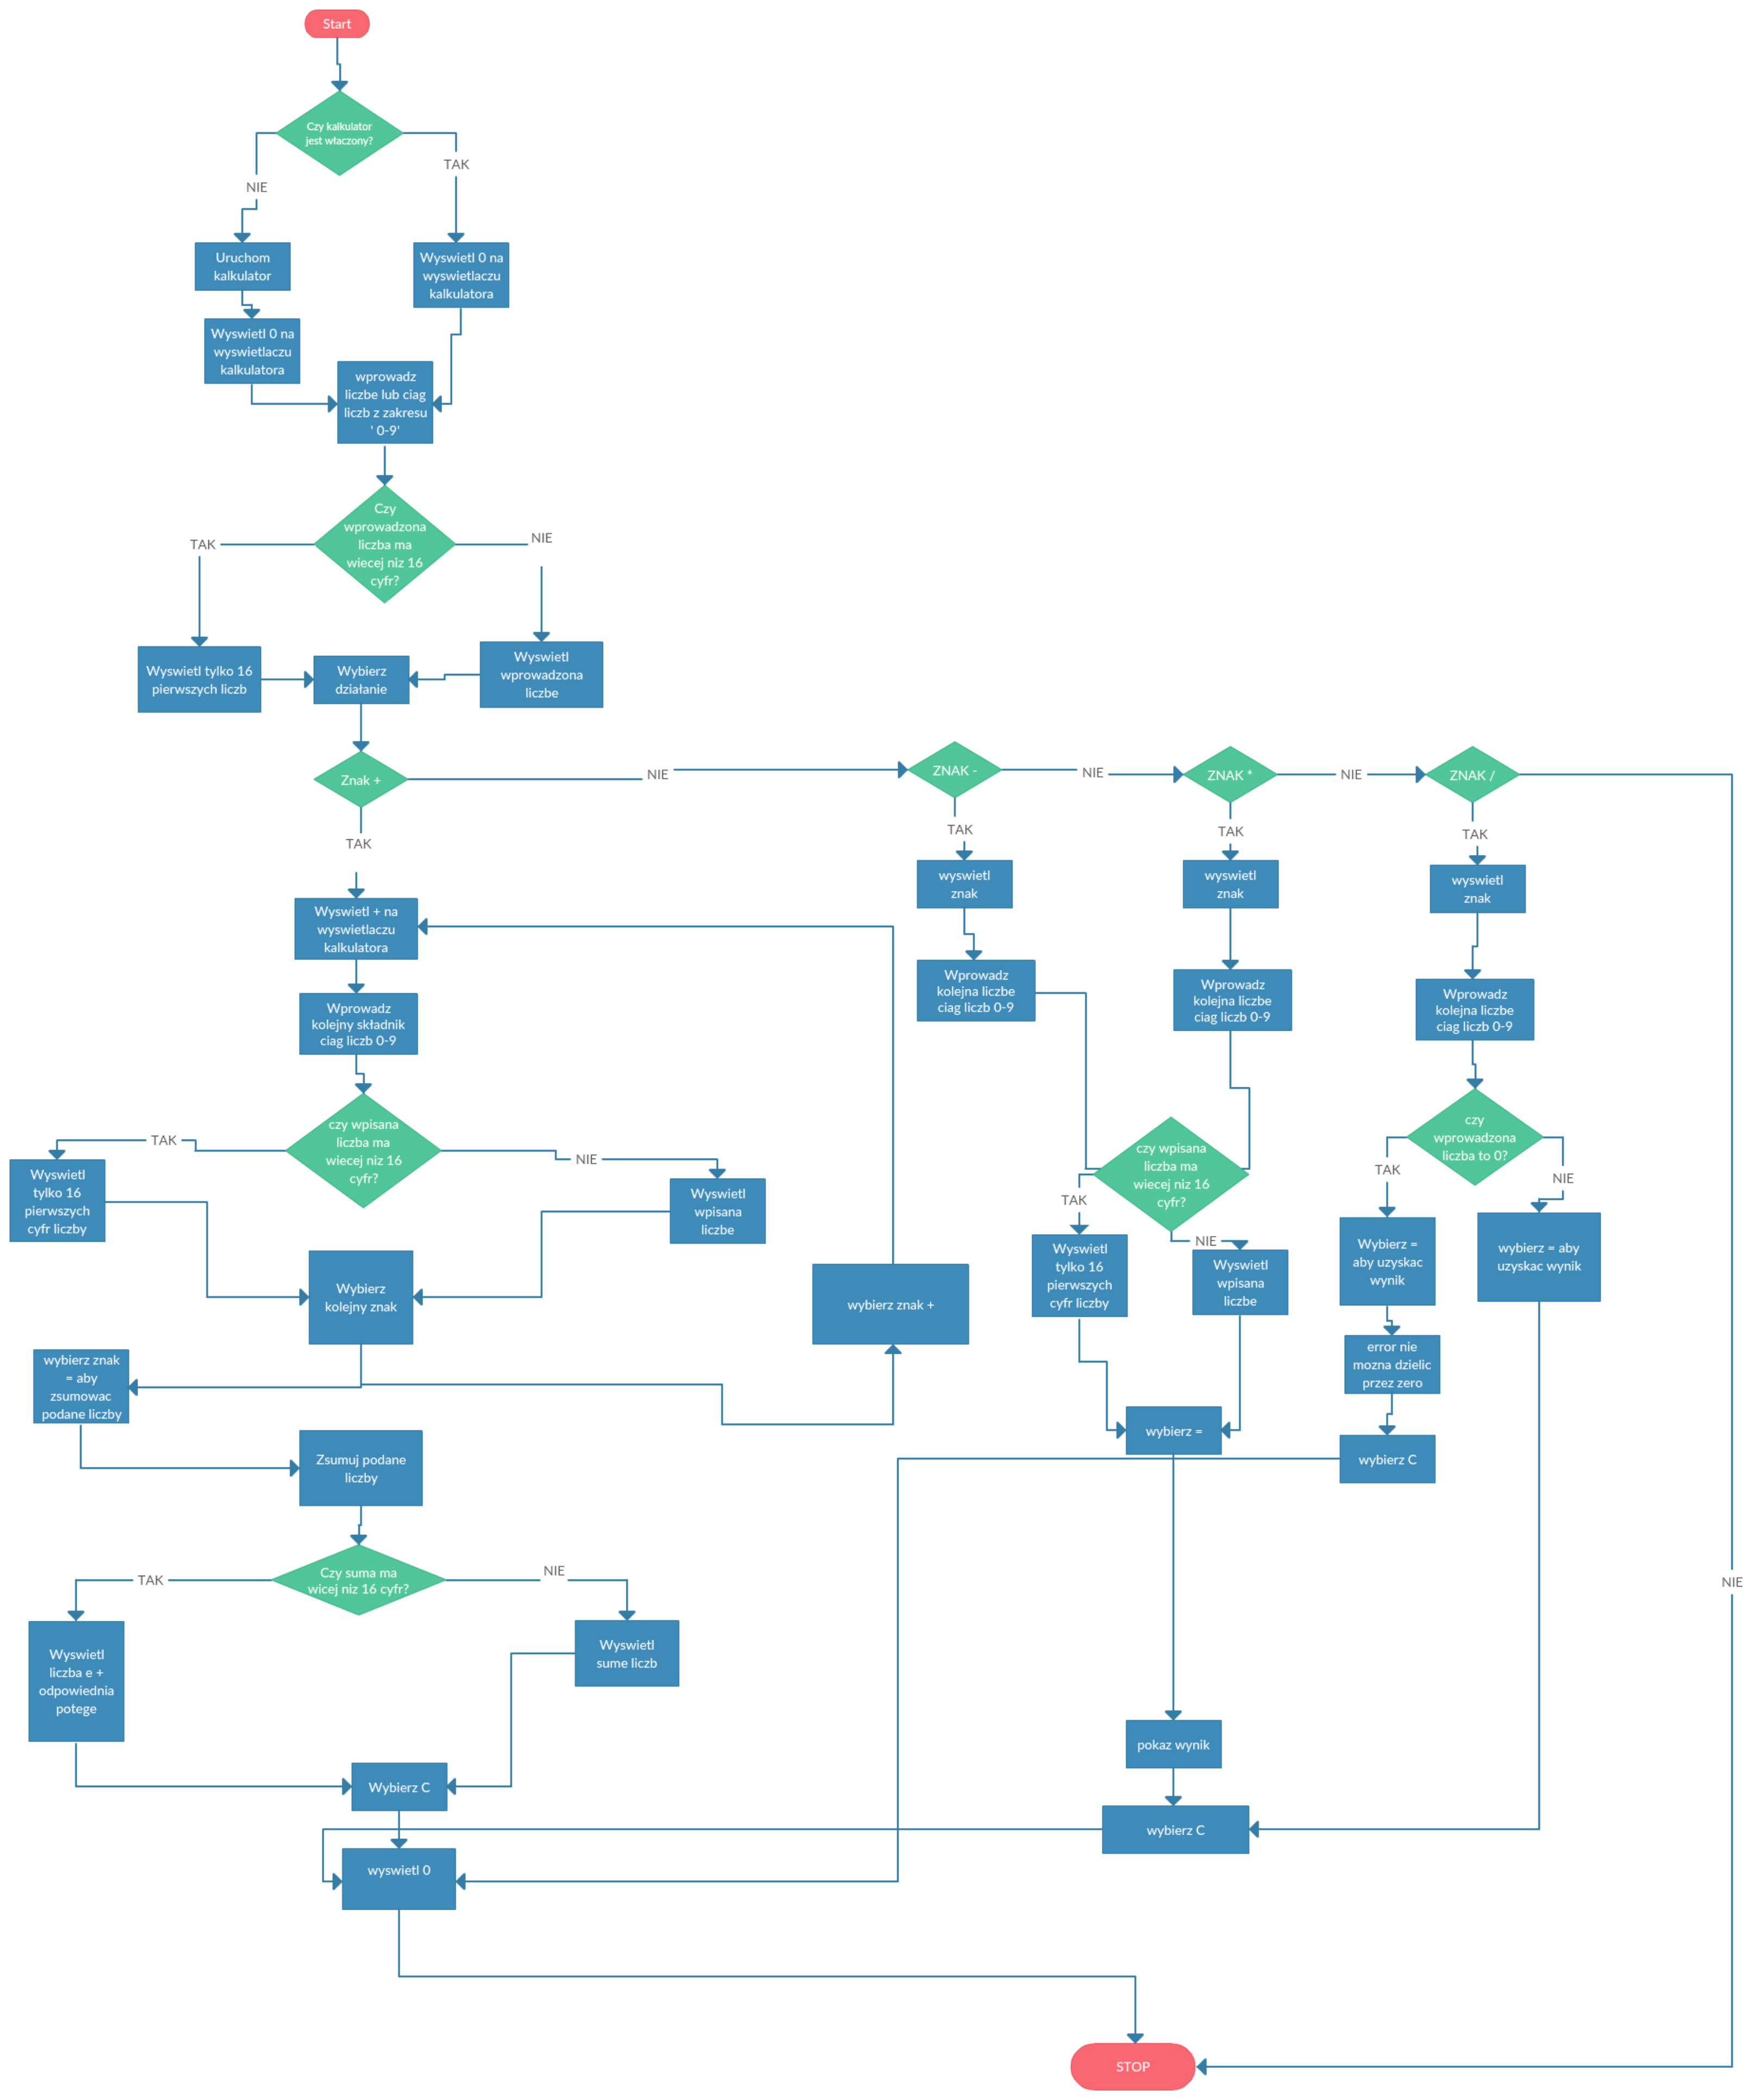 Start
Czy kalkulator
jest właczony?
TAK
NIE
Uruchom
kalkulator
Wyswietl 0 na
wyswietlaczu
kalkulatora
Wyswietl 0 na
wyswietlaczu
kalkulatora
wprowadz
liczbe lub ciag
liczb z zakresu
' 0-9'
Czy
wprowadzona
liczba ma
wiecej niz 16
cyfr?
TAK
NIE
Wyswietl tylko 16
pierwszych liczb
Wybierz
działanie
Wyswietl
wprowadzona
liczbe
Znak +
NIE
ZNAK -
NIE
ZNAK *
NIE
ZNAK /
TAK
TAK
TAK
TAK
wyswietl
znak
wyswietl
znak
wyswietl
znak
Wyswietl + na
wyswietlaczu
kalkulatora
Wprowadz
kolejna liczbe
ciag liczb 0-9
Wprowadz
kolejna liczbe
ciag liczb 0-9
Wprowadz
kolejna liczbe
ciag liczb 0-9
Wprowadz
kolejny składnik
ciag liczb 0-9
czy wpisana
liczba ma
wiecej niz 16
cyfr?
TAK
NIE
Wyswietl
tylko 16
pierwszych
cyfr liczby
Wyswietl
wpisana
liczbe
czy wpisana
liczba ma
wiecej niz 16
cyfr?
TAK
NIE
czy
wprowadzona
liczba to 0?
TAK
NIE
Wyswietl
tylko 16
pierwszych
cyfr liczby
Wyswietl
wpisana
liczbe
Wybierz =
aby uzyskac
wynik
wybierz = aby
uzyskac wynik
Wybierz
kolejny znak
wybierz znak +
error nie
mozna dzielic
przez zero
wybierz znak
= aby
zsumowac
podane liczby
wybierz =
wybierz C
Zsumuj podane
liczby
Czy suma ma
wicej niz 16 cyfr?
TAK
NIE
NIE
Wyswietl
liczba e +
odpowiednia
potege
Wyswietl
sume liczb
pokaz wynik
Wybierz C
wybierz C
wyswietl 0
STOP